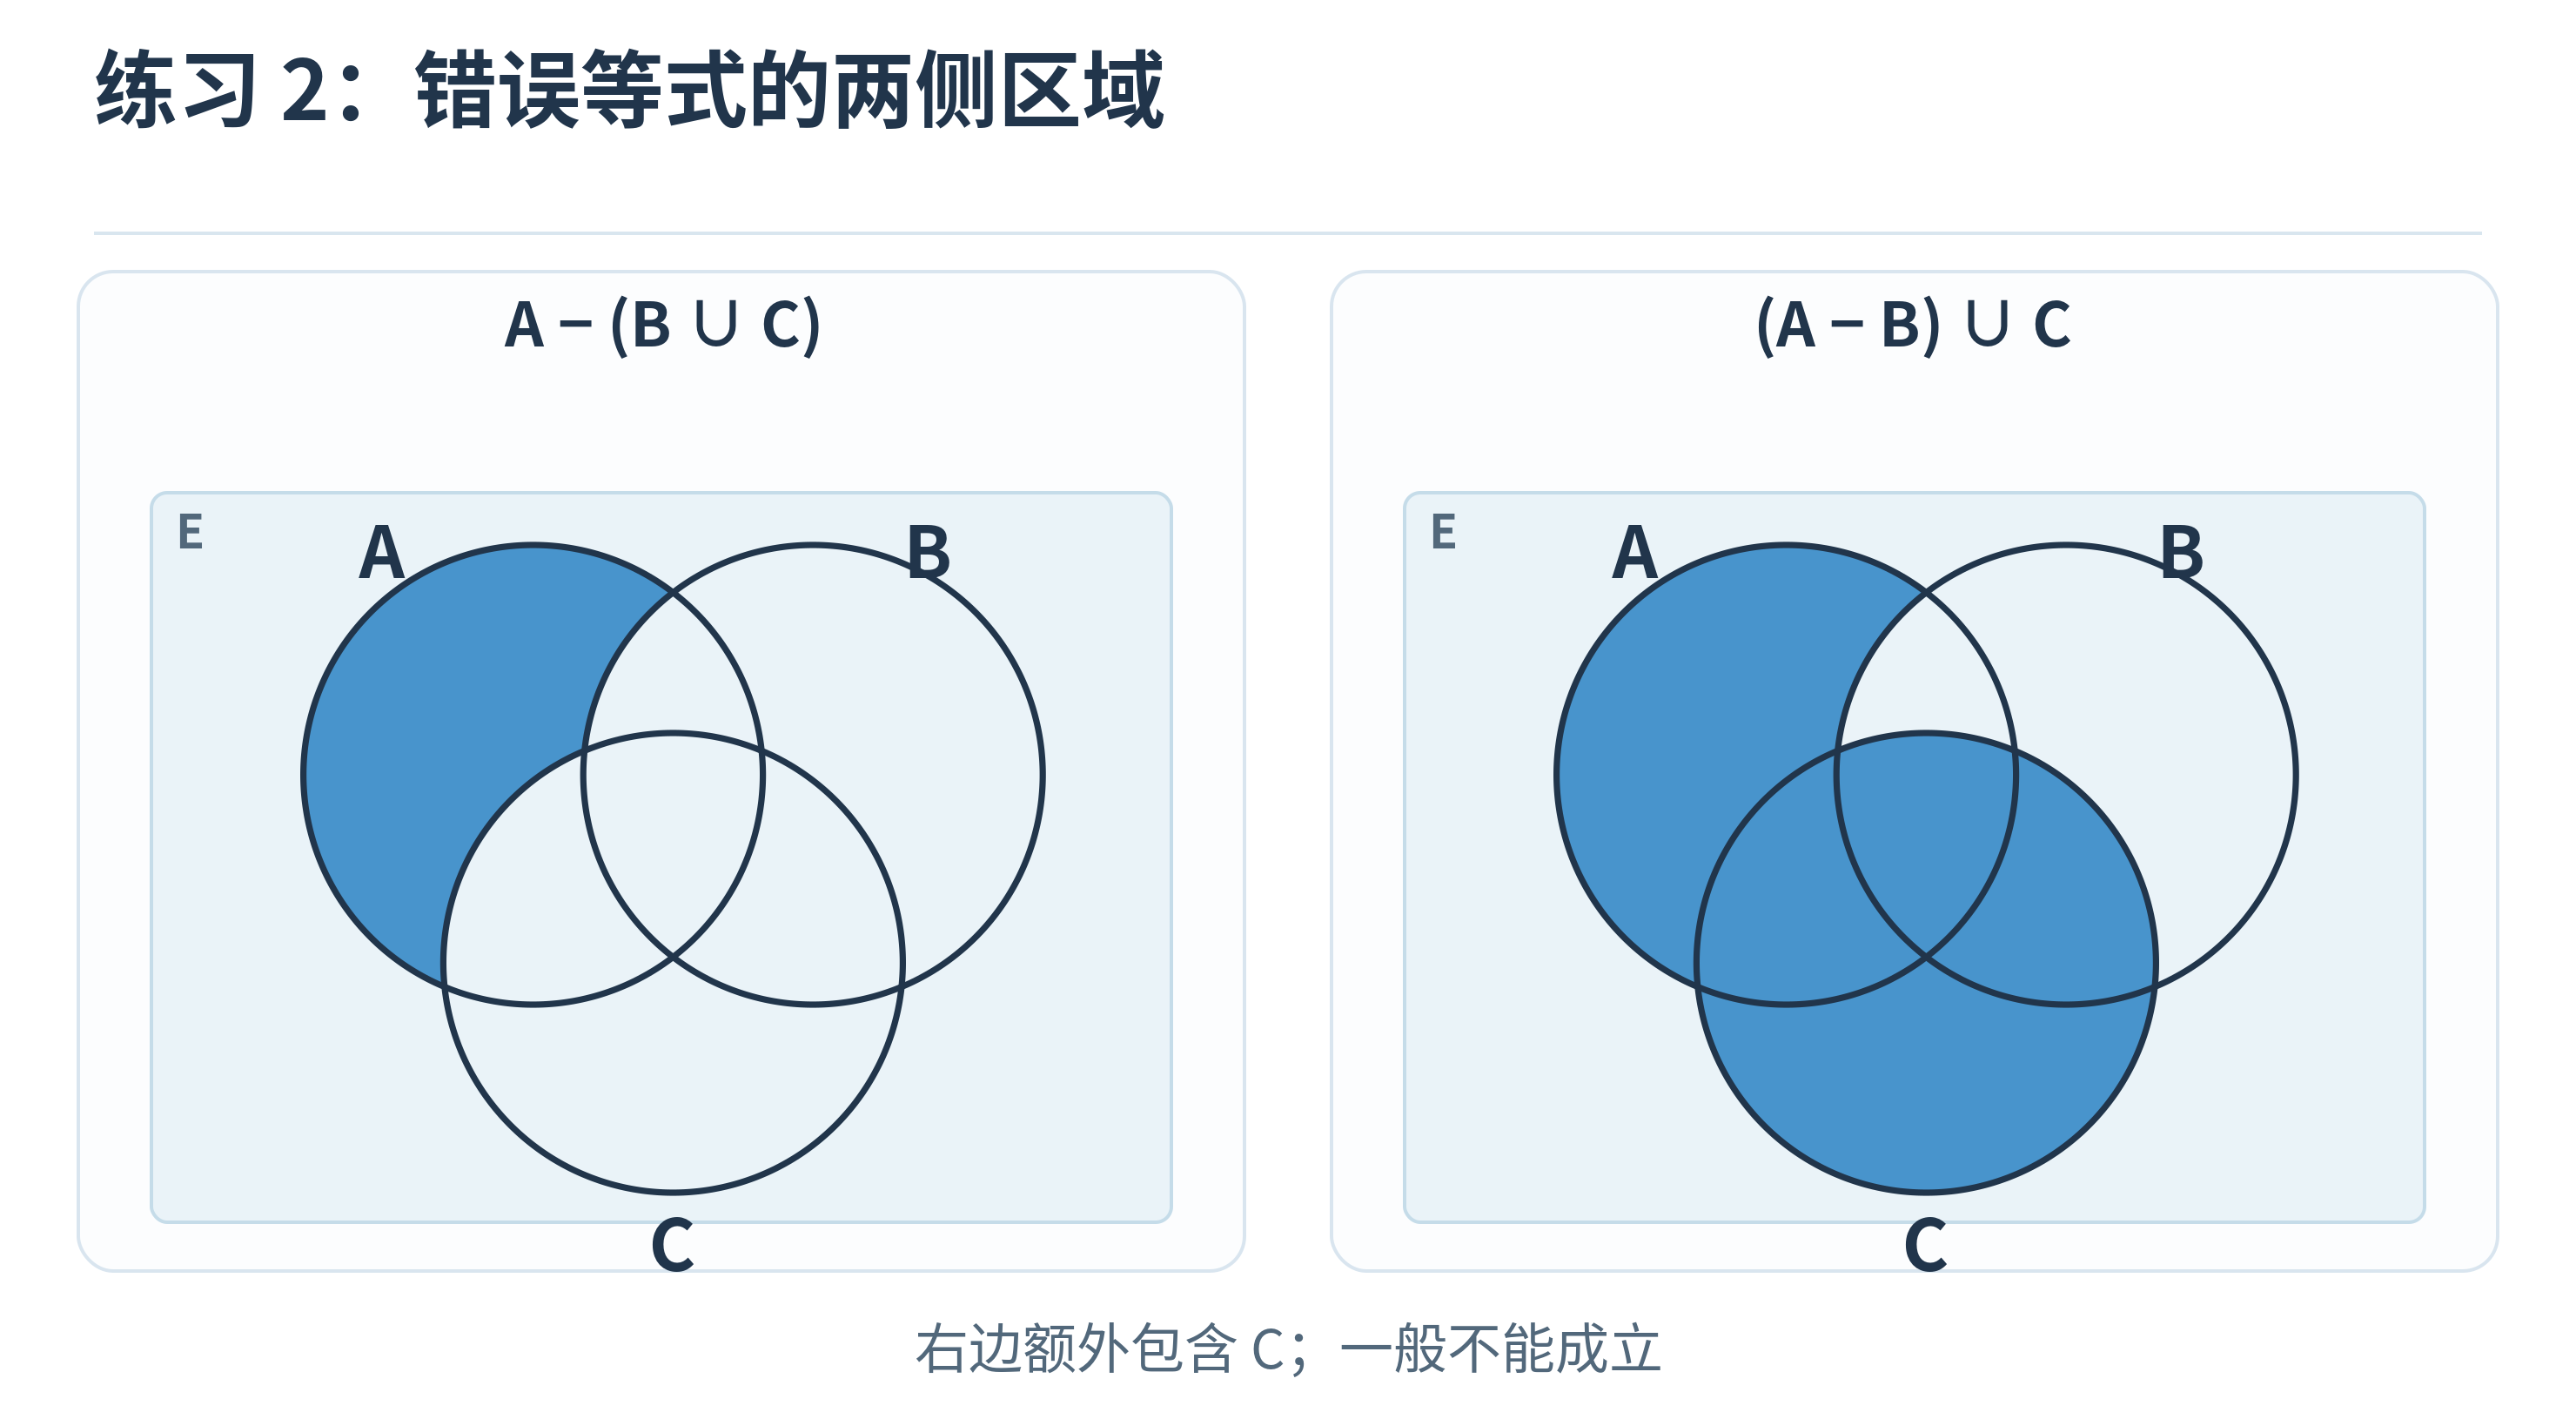 练习 2：错误等式的两侧区域
A − (B ∪ C)
E
A
B
C
(A − B) ∪ C
E
A
B
C
右边额外包含 C；一般不能成立